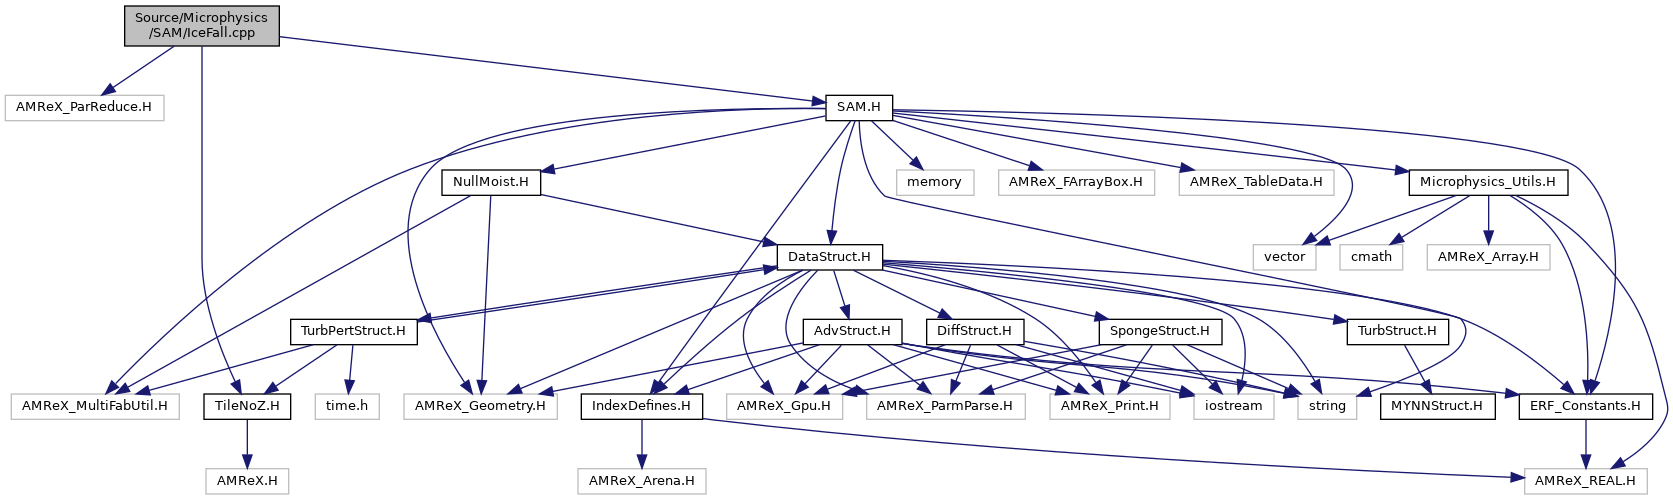 Source/Microphysics
/SAM/IceFall.cpp
AMReX_ParReduce.H
SAM.H
NullMoist.H
memory
AMReX_FArrayBox.H
AMReX_TableData.H
Microphysics_Utils.H
DataStruct.H
vector
cmath
AMReX_Array.H
TurbPertStruct.H
AdvStruct.H
DiffStruct.H
SpongeStruct.H
TurbStruct.H
AMReX_MultiFabUtil.H
TileNoZ.H
time.h
AMReX_Geometry.H
IndexDefines.H
AMReX_Gpu.H
AMReX_ParmParse.H
AMReX_Print.H
iostream
string
MYNNStruct.H
ERF_Constants.H
AMReX.H
AMReX_Arena.H
AMReX_REAL.H